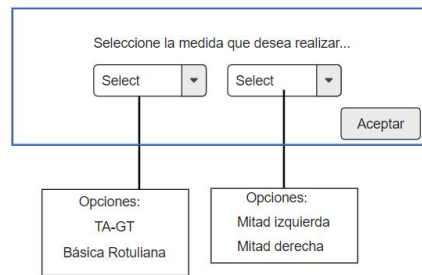 Seleccione la medida que desea realizar...
Select
Select
Aceptar
Opciones:
TA-GT
Básica Rotuliana
Opciones:
Mitad izquierda
Mitad derecha